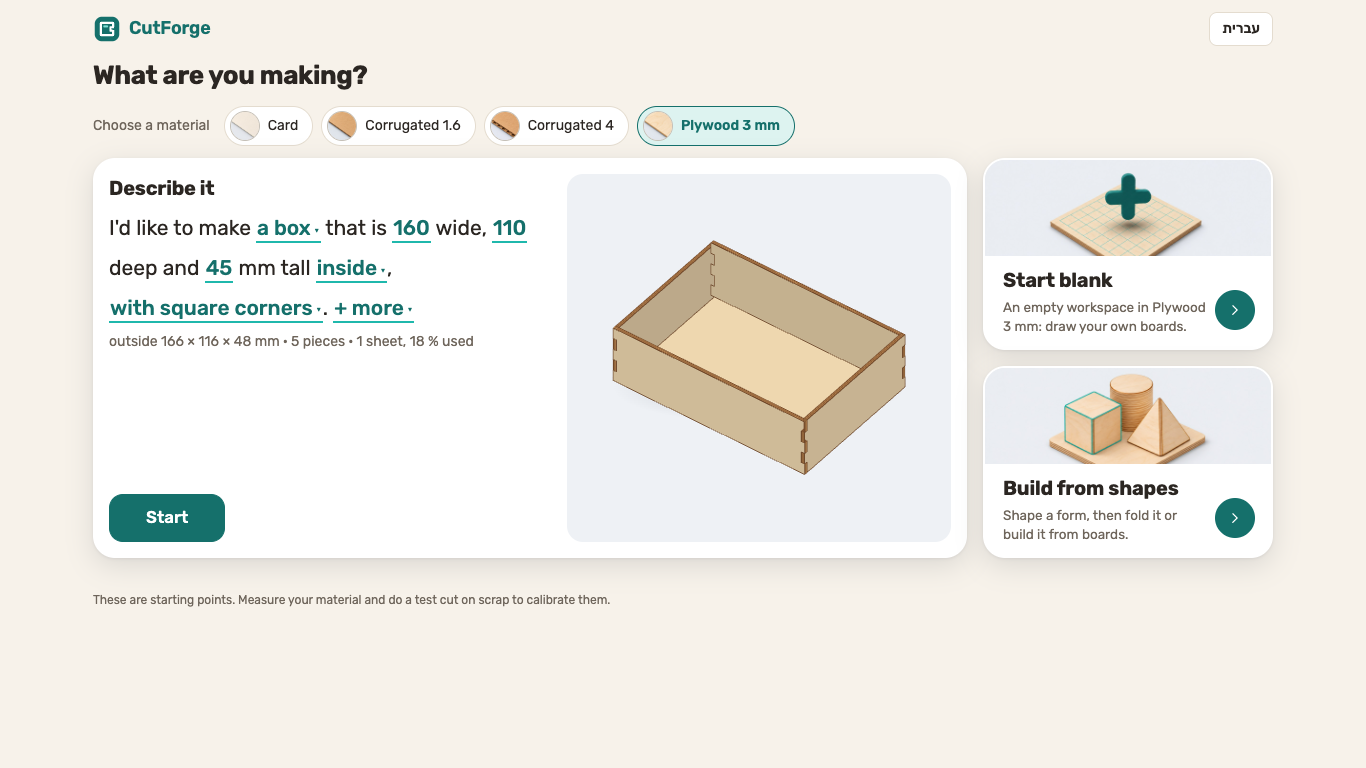 CutForge
עברית
What are you making?
Choose a material
Card
Corrugated 1.6
Corrugated 4
Plywood 3 mm
Describe it
I'd like to make a box that is 160 wide, 110
deep and 45 mm tall inside,
with square corners. + more
outside 166 × 116 × 48 mm • 5 pieces • 1 sheet, 18 % used
Start
Start blank
An empty workspace in Plywood
3 mm: draw your own boards.
Build from shapes
Shape a form, then fold it or
build it from boards.
These are starting points. Measure your material and do a test cut on scrap to calibrate them.